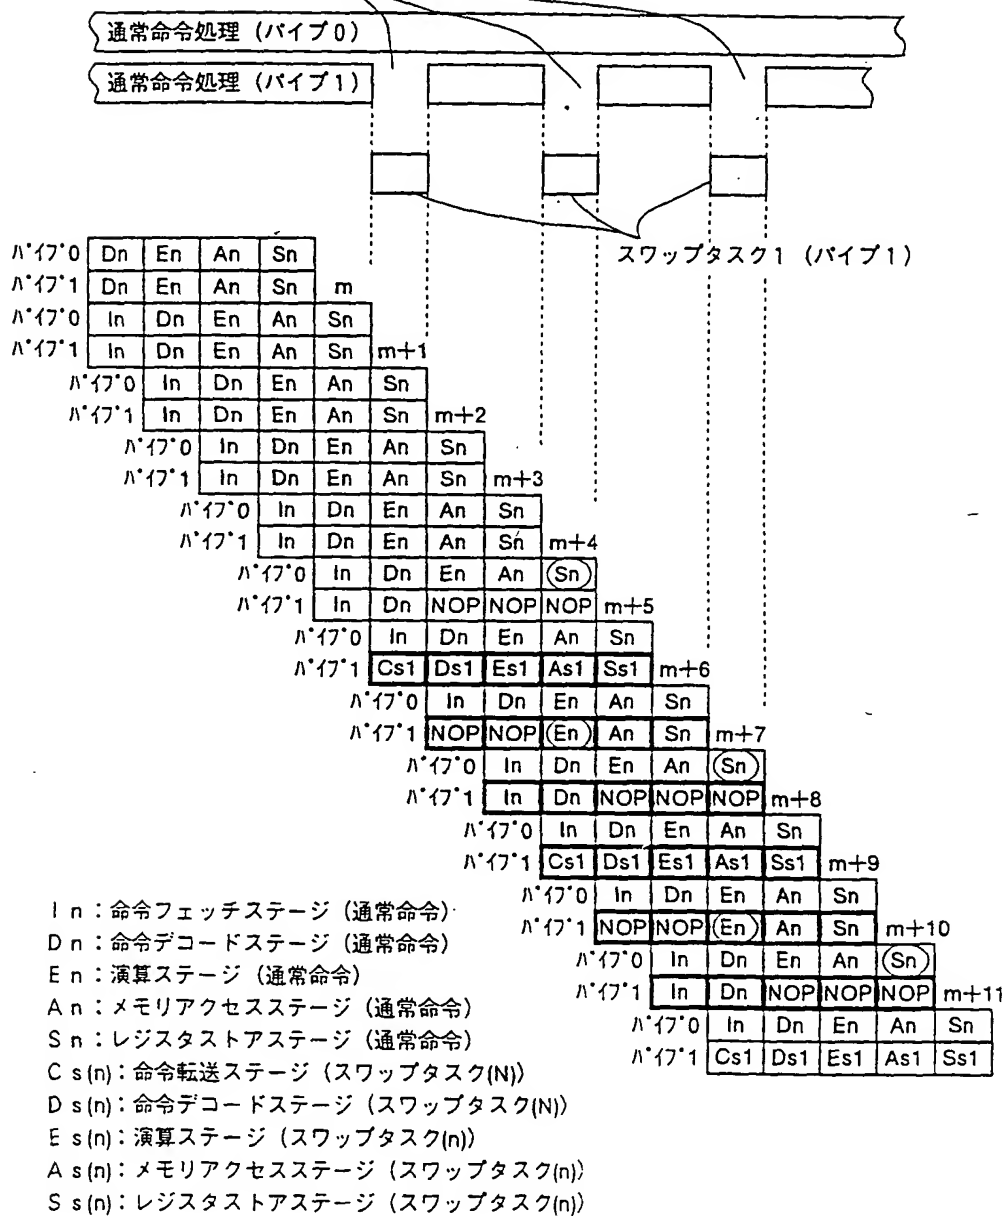 通常命令処理 (パイプ0)
通常命令処理 (パイプ1)
スワップタスク1 (パイプ1)
パイプ0 Dn En An Sn
パイプ1 Dn En An Sn m
パイプ0 In Dn En An Sn
パイプ1 In Dn En An Sn m+1
パイプ0 In Dn En An Sn
パイプ1 In Dn En An Sn m+2
パイプ0 In Dn En An Sn
パイプ1 In Dn En An Sn m+3
パイプ0 In Dn En An Sn
パイプ1 In Dn En An Sn m+4
パイプ0 In Dn En An Sn
パイプ1 In Dn NOP NOP NOP m+5
パイプ0 In Dn En An Sn
パイプ1 Cs1 Ds1 Es1 As1 Ss1 m+6
パイプ0 In Dn En An Sn
パイプ1 NOP NOP En An Sn m+7
パイプ0 In Dn En An Sn
パイプ1 In Dn NOP NOP NOP m+8
パイプ0 In Dn En An Sn
パイプ1 Cs1 Ds1 Es1 As1 Ss1 m+9
パイプ0 In Dn En An Sn
パイプ1 NOP NOP En An Sn m+10
パイプ0 In Dn En An Sn
パイプ1 In Dn NOP NOP NOP m+11
パイプ0 In Dn En An Sn
パイプ1 Cs1 Ds1 Es1 As1 Ss1
In:命令フェッチステージ (通常命令)
Dn:命令デコードステージ (通常命令)
En:演算ステージ (通常命令)
An:メモリアクセスステージ (通常命令)
Sn:レジスタストアステージ (通常命令)
Cs(n):命令転送ステージ (スワップタスク(N))
Ds(n):命令デコードステージ (スワップタスク(N))
Es(n):演算ステージ (スワップタスク(n))
As(n):メモリアクセスステージ (スワップタスク(n))
Ss(n):レジスタストアステージ (スワップタスク(n))